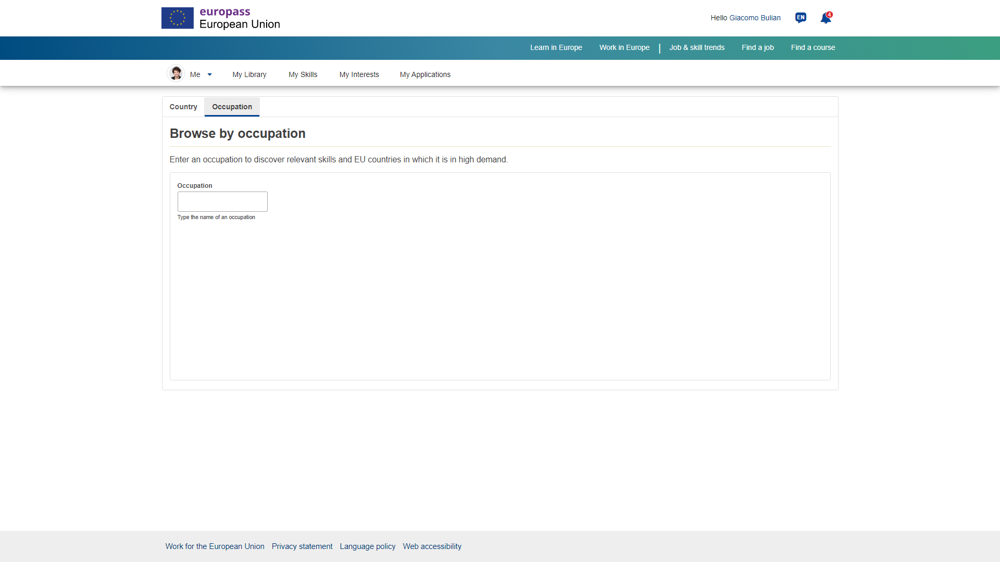 europass
European Union
Hello Giacomo Bulian
EN
4
Learn in Europe
Work in Europe
Job & skill trends
Find a job
Find a course
Me
My Library
My Skills
My Interests
My Applications
Country
Occupation
Browse by occupation
Enter an occupation to discover relevant skills and EU countries in which it is in high demand.
Occupation
Type the name of an occupation
Work for the European Union
Privacy statement
Language policy
Web accessibility